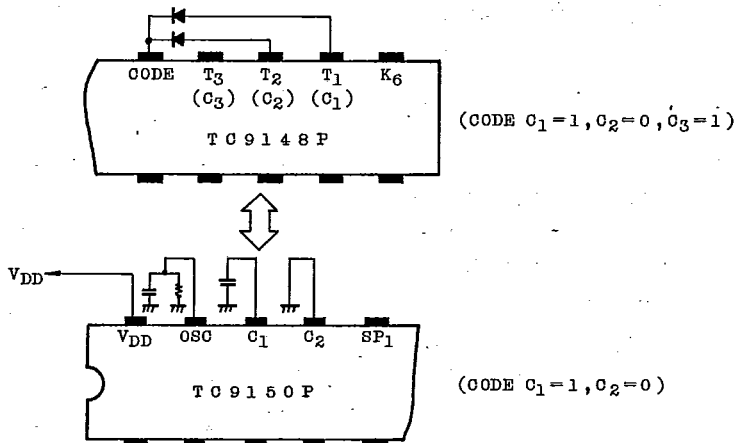 CODE T3 T2 T1 K6
(C3) (C2) (C1)
TC9148P
(CODE C1=1, C2=0, C3=1)
VDD
VDD OSC C1 C2 SP1
TC9150P
(CODE C1=1, C2=0)